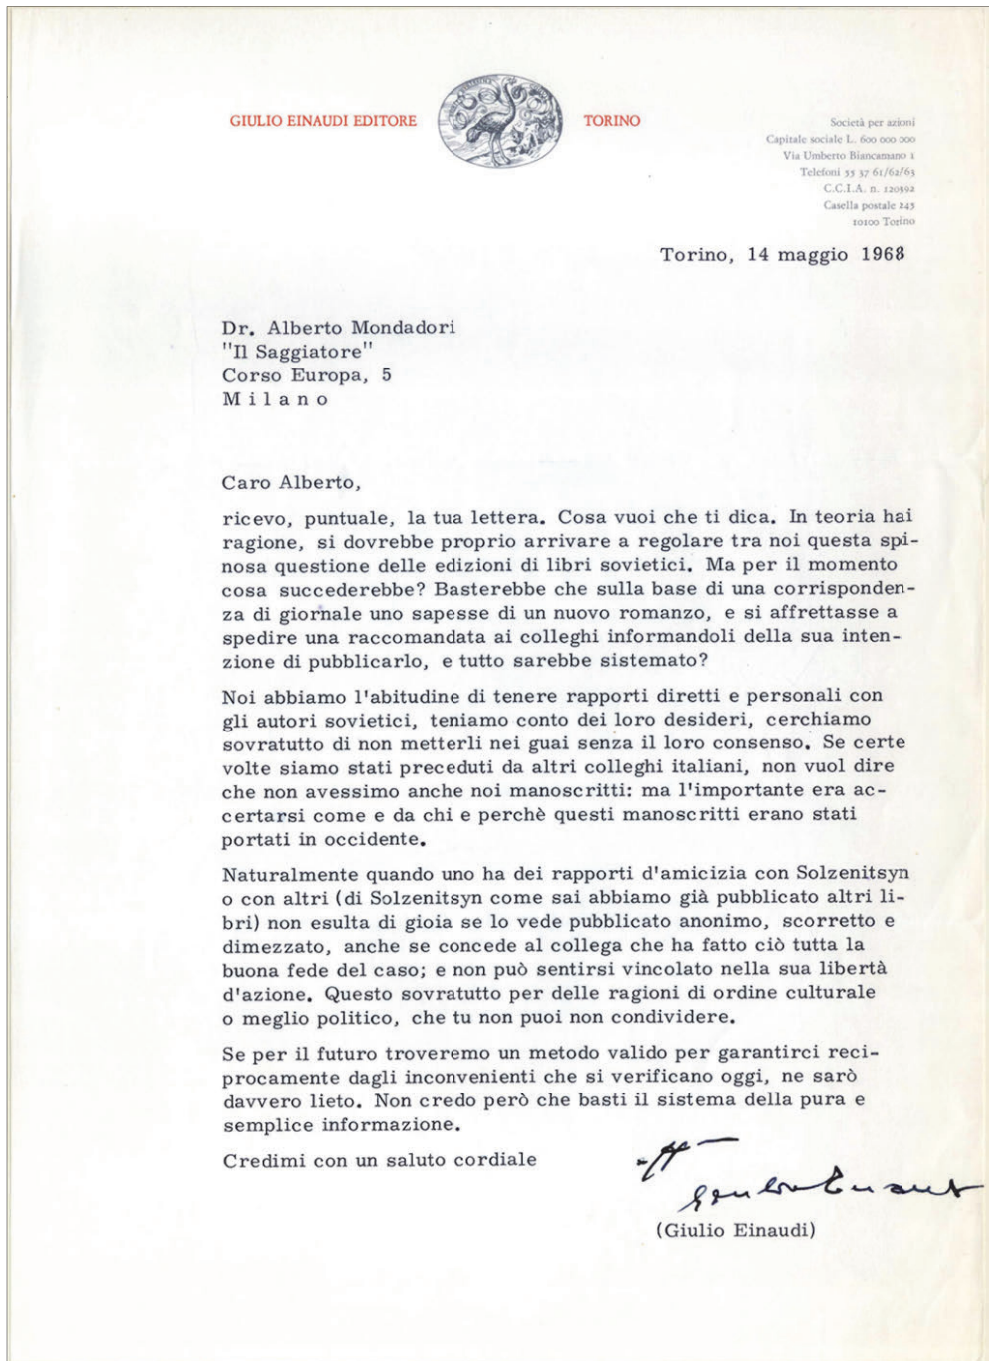 GIULIO EINAUDI EDITORE
TORINO
Società per azioni
Capitale sociale L. 600 000 000
Via Umberto Biancamano 1
Telefoni 55 37 61/62/63
C.C.I.A. n. 120392
Casella postale 245
10100 Torino
Torino, 14 maggio 1968
Dr. Alberto Mondadori
"Il Saggiatore"
Corso Europa, 5
M i l a n o
Caro Alberto,
ricevo, puntuale, la tua lettera. Cosa vuoi che ti dica. In teoria hai
ragione, si dovrebbe proprio arrivare a regolare tra noi questa spi-
nosa questione delle edizioni di libri sovietici. Ma per il momento
cosa succederebbe? Basterebbe che sulla base di una corrisponden-
za di giornale uno sapesse di un nuovo romanzo, e si affrettasse a
spedire una raccomandata ai colleghi informandoli della sua inten-
zione di pubblicarlo, e tutto sarebbe sistemato?
Noi abbiamo l'abitudine di tenere rapporti diretti e personali con
gli autori sovietici, teniamo conto dei loro desideri, cerchiamo
sovratutto di non metterli nei guai senza il loro consenso. Se certe
volte siamo stati preceduti da altri colleghi italiani, non vuol dire
che non avessimo anche noi manoscritti: ma l'importante era ac-
certarsi come e da chi e perchè questi manoscritti erano stati
portati in occidente.
Naturalmente quando uno ha dei rapporti d'amicizia con Solzenitsyn
o con altri (di Solzenitsyn come sai abbiamo già pubblicato altri li-
bri) non esulta di gioia se lo vede pubblicato anonimo, scorretto e
dimezzato, anche se concede al collega che ha fatto ciò tutta la
buona fede del caso; e non può sentirsi vincolato nella sua libertà
d'azione. Questo sovratutto per delle ragioni di ordine culturale
o meglio politico, che tu non puoi non condividere.
Se per il futuro troveremo un metodo valido per garantirci reci-
procamente dagli inconvenienti che si verificano oggi, ne sarò
davvero lieto. Non credo però che basti il sistema della pura e
semplice informazione.
Credimi con un saluto cordiale
Giulio Einaudi
(Giulio Einaudi)